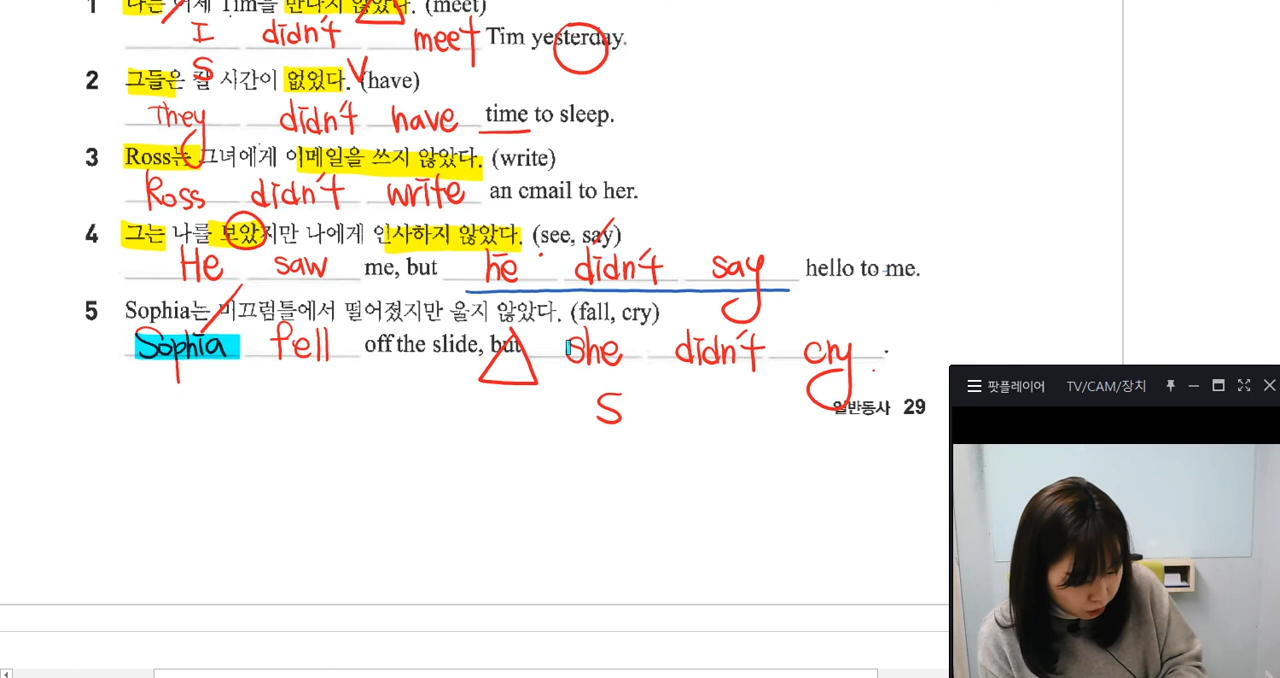 1 나는 어제 Tim을 만나지 않았다. (meet)
I didn't meet Tim yesterday.
S V
2 그들은 잘 시간이 없었다. (have)
They didn't have time to sleep.
3 Ross는 그녀에게 이메일을 쓰지 않았다. (write)
Ross didn't write an email to her.
4 그는 나를 보았지만 나에게 인사하지 않았다. (see, say)
He saw me, but he didn't say hello to me.
5 Sophia는 미끄럼틀에서 떨어졌지만 울지 않았다. (fall, cry)
Sophia fell off the slide, but she didn't cry.
S
일반동사 29
팟플레이어 TV/CAM/장치